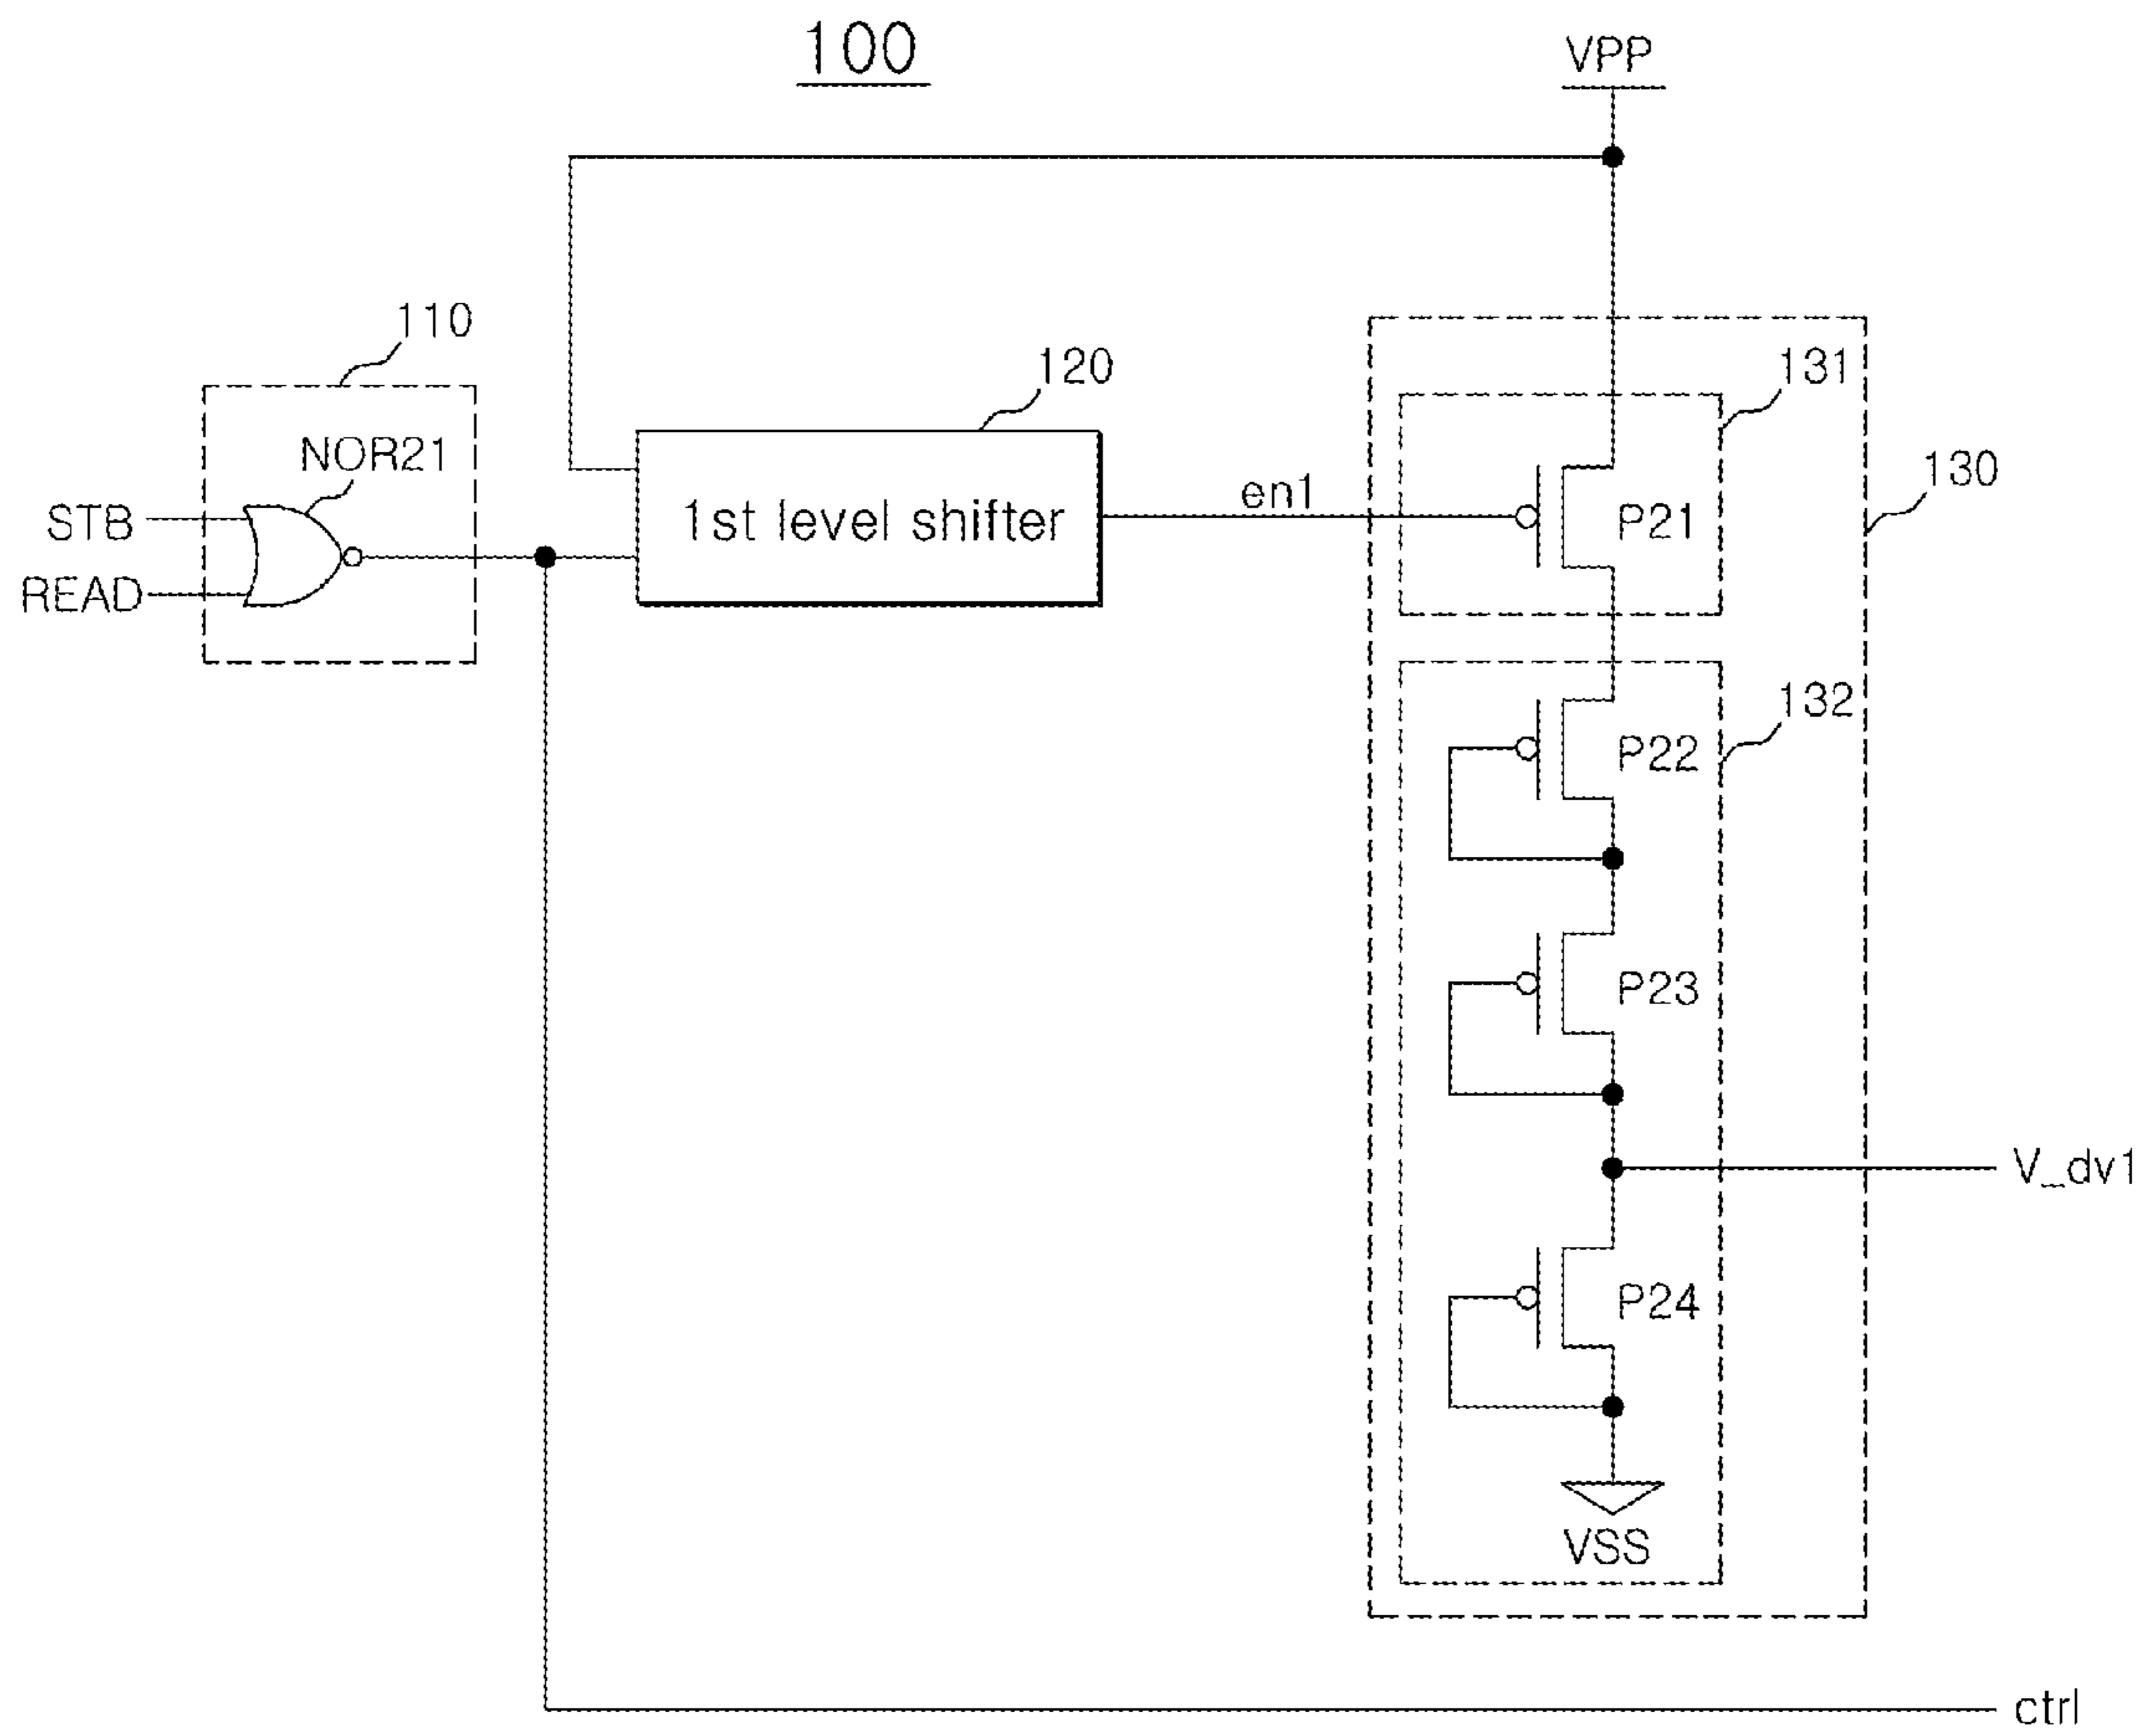 100
VPP
110
120
131
NOR21
130
STB
en1
1st level shifter
P21
READ
132
P22
P23
V_dv1
P24
VSS
ctrl